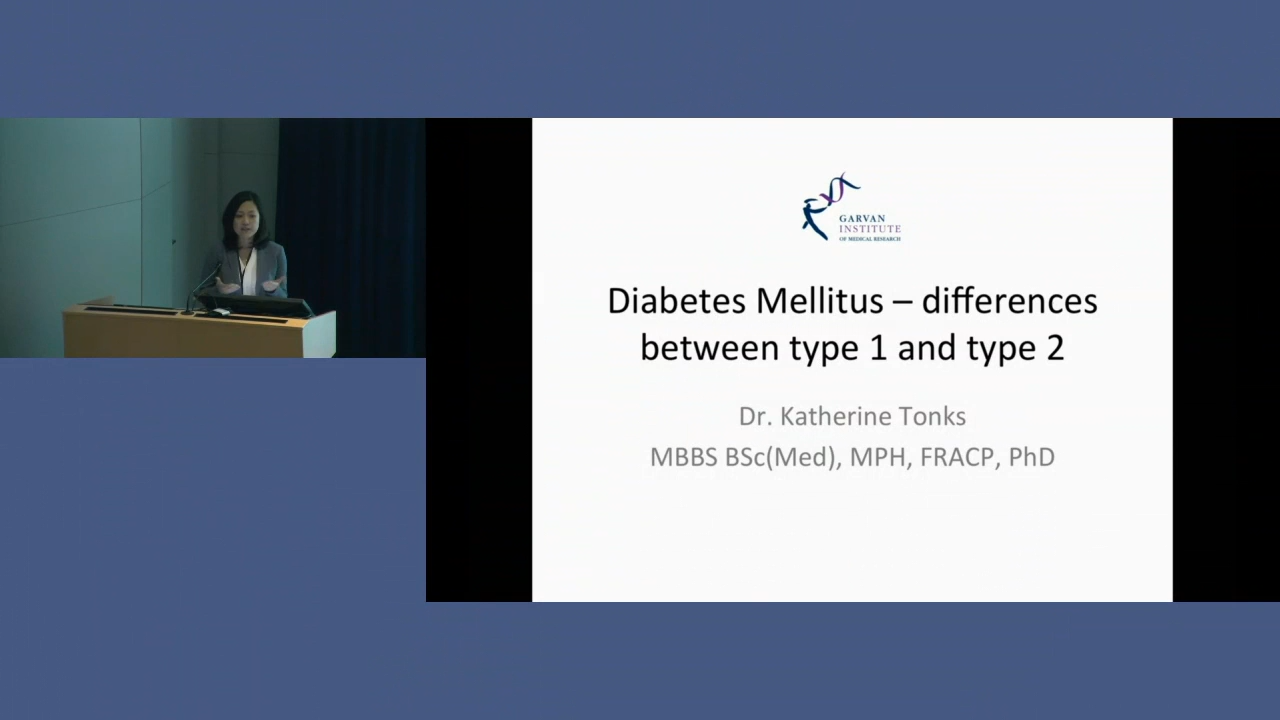 GARVAN
INSTITUTE
OF MEDICAL RESEARCH
Diabetes Mellitus – differences
between type 1 and type 2
Dr. Katherine Tonks
MBBS BSc(Med), MPH, FRACP, PhD